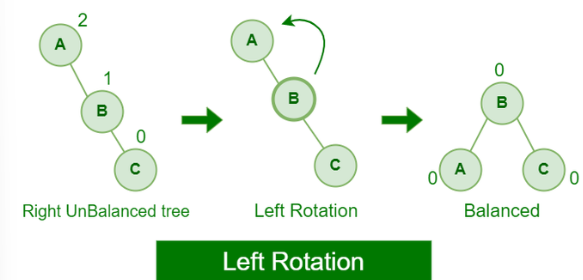 2
A
1
B
0
C
Right UnBalanced tree
A
B
C
Left Rotation
0
B
0
A
C
0
Balanced
Left Rotation